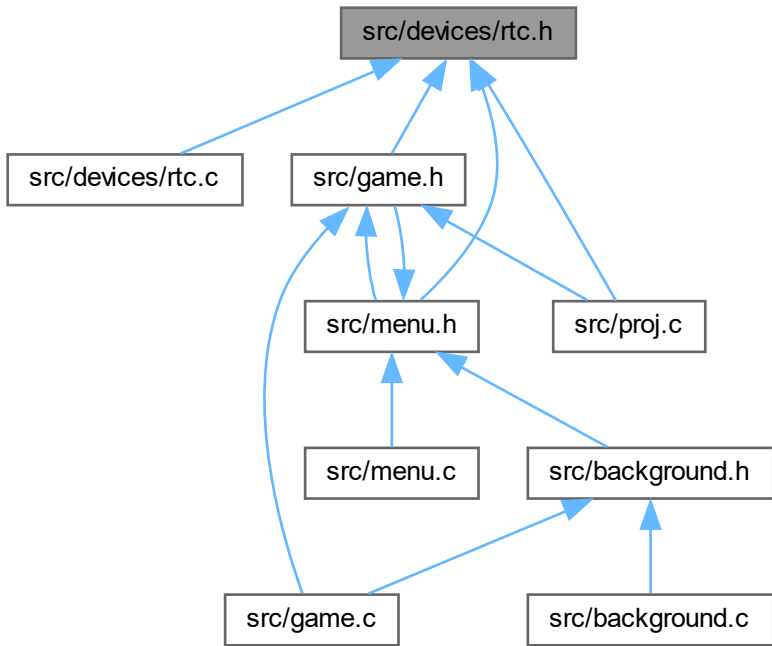 src/devices/rtc.h
src/devices/rtc.c
src/game.h
src/menu.h
src/proj.c
src/menu.c
src/background.h
src/game.c
src/background.c